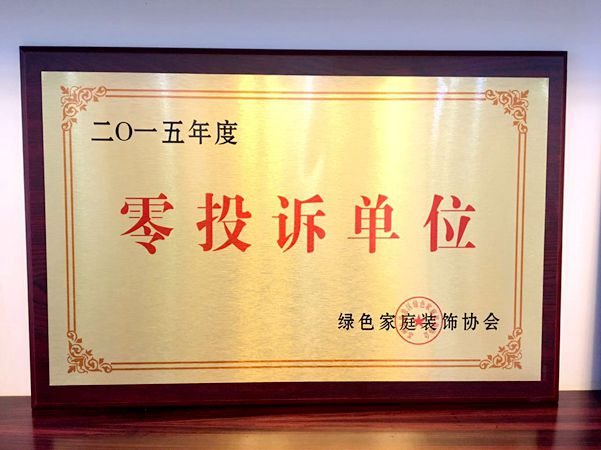 二〇一五年度
零投诉单位
绿色家庭装饰协会